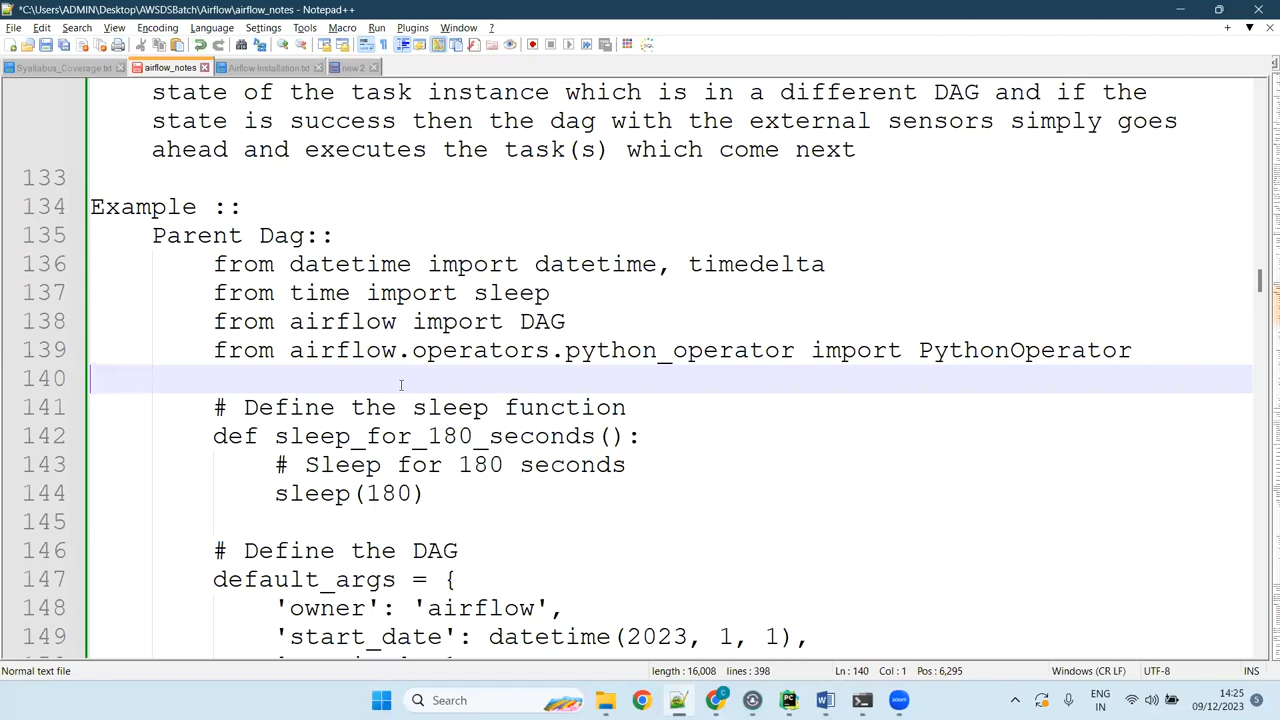 *C:\Users\ADMIN\Desktop\AWSDSBatch\Airflow\airflow_notes - Notepad++
File Edit Search View Encoding Language Settings Tools Macro Run Plugins Window ?
Syallabus_Coverage.txt airflow_notes Airflow-installation.txt new 2
state of the task instance which is in a different DAG and if the
state is success then the dag with the external sensors simply goes
ahead and executes the task(s) which come next
133
134 Example ::
135 Parent Dag::
136 from datetime import datetime, timedelta
137 from time import sleep
138 from airflow import DAG
139 from airflow.operators.python_operator import PythonOperator
140
141 # Define the sleep function
142 def sleep_for_180_seconds():
143 # Sleep for 180 seconds
144 sleep(180)
145
146 # Define the DAG
147 default_args = {
148 'owner': 'airflow',
149 'start_date': datetime(2023, 1, 1),
Normal text file length : 16,008 lines : 398 Ln : 140 Col : 1 Pos : 6,295 Windows (CR LF) UTF-8 INS
Search ENG 14:25
IN 09/12/2023